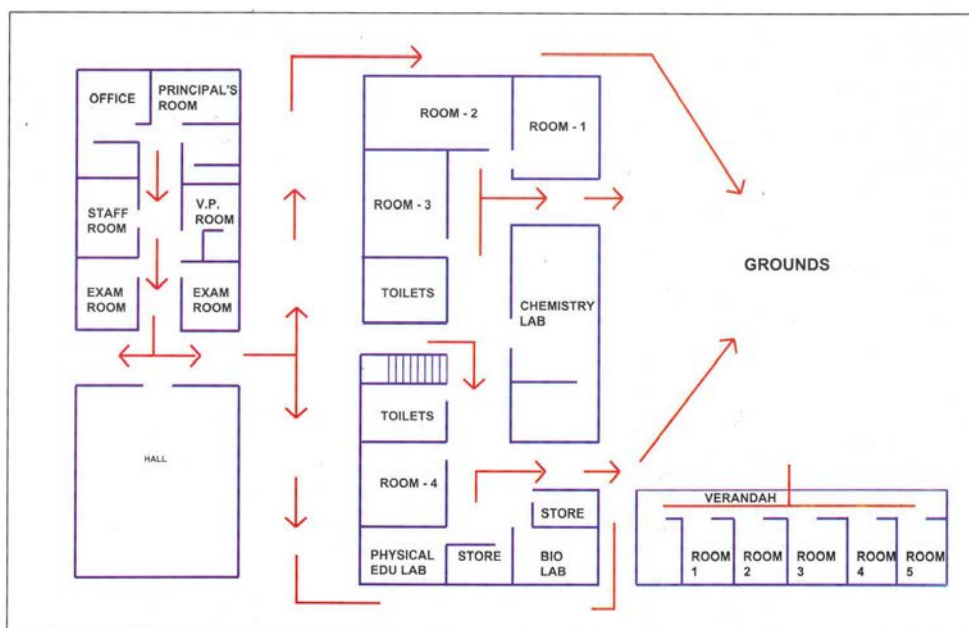 OFFICE
PRINCIPAL'S
ROOM
STAFF
ROOM
V.P.
ROOM
EXAM
ROOM
EXAM
ROOM
HALL
ROOM - 2
ROOM - 1
ROOM - 3
TOILETS
CHEMISTRY
LAB
TOILETS
ROOM - 4
STORE
PHYSICAL
EDU LAB
STORE
BIO
LAB
GROUNDS
VERANDAH
ROOM
1
ROOM
2
ROOM
3
ROOM
4
ROOM
5